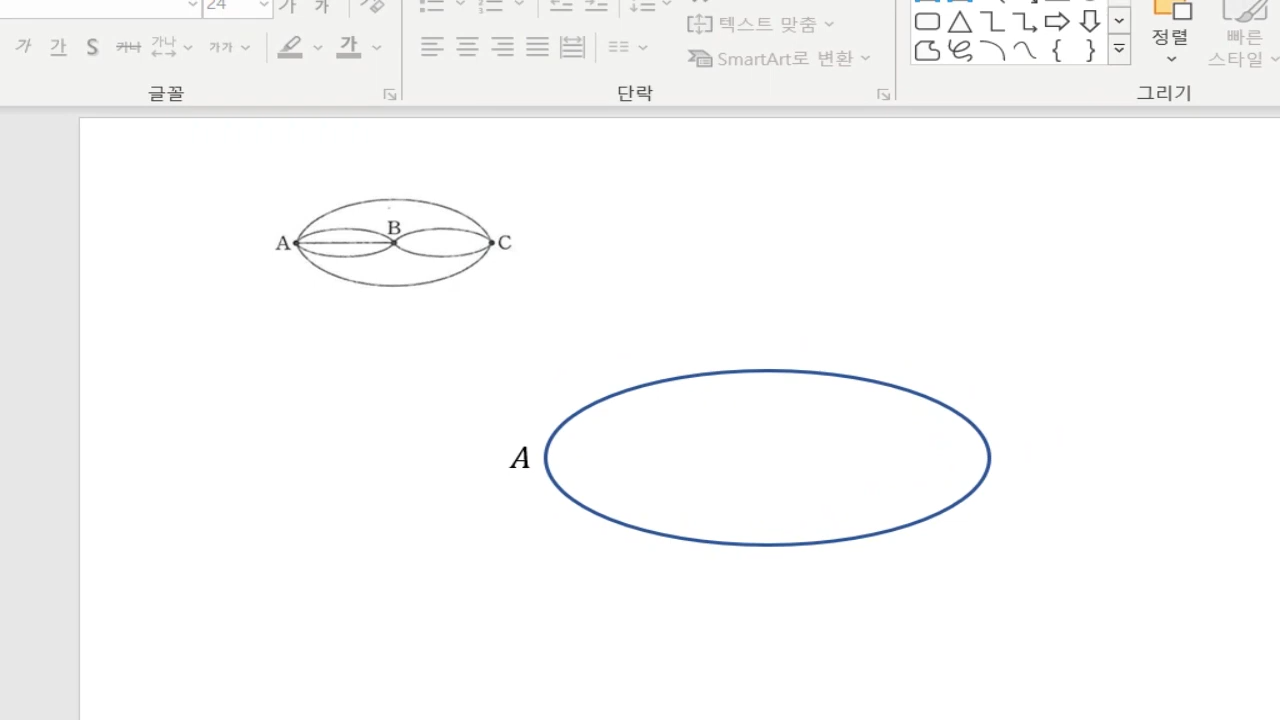 24 가 가
가 간 S 가나 가나 가가 가
텍스트 맞춤
SmartArt로 변환
정렬
빠른
스타일
글꼴
단락
그리기
B
A
C
A